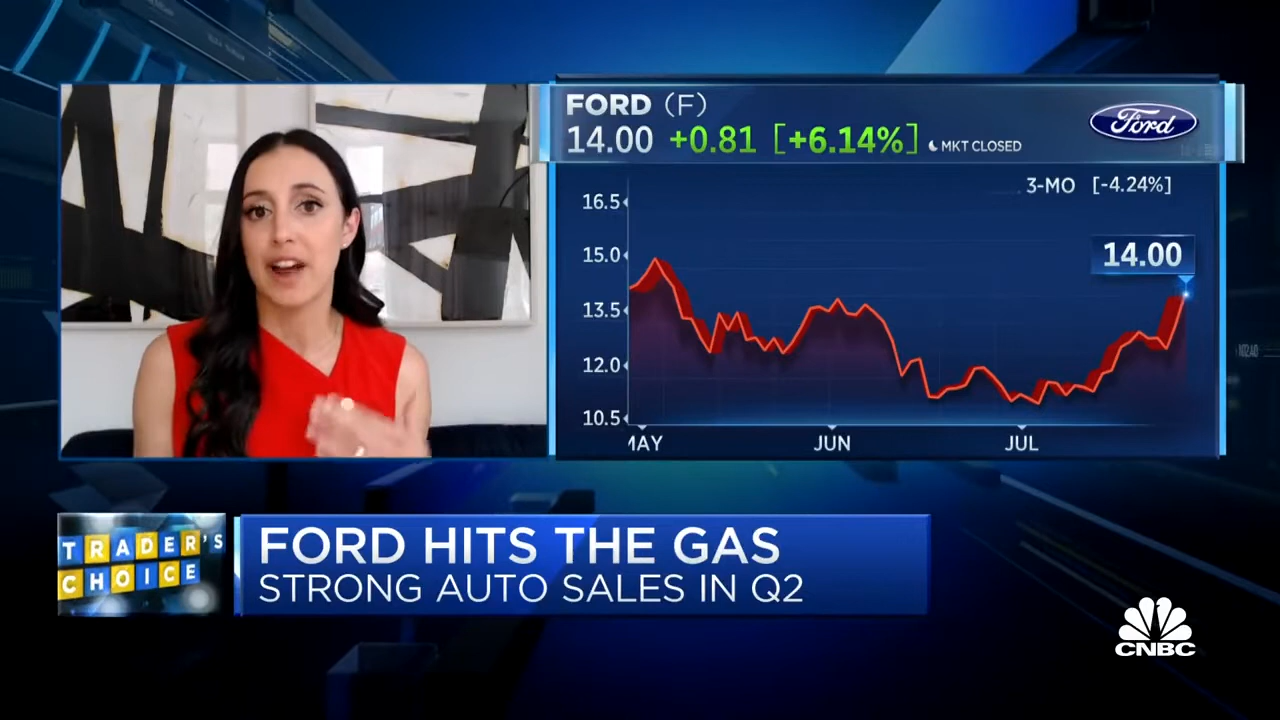 FORD (F)
14.00 +0.81 [+6.14%] MKT CLOSED
Ford
3-MO [-4.24%]
16.5
15.0
14.00
13.5
12.0
10.5
MAY JUN JUL
TRADER'S
CHOICE
FORD HITS THE GAS
STRONG AUTO SALES IN Q2
CNBC